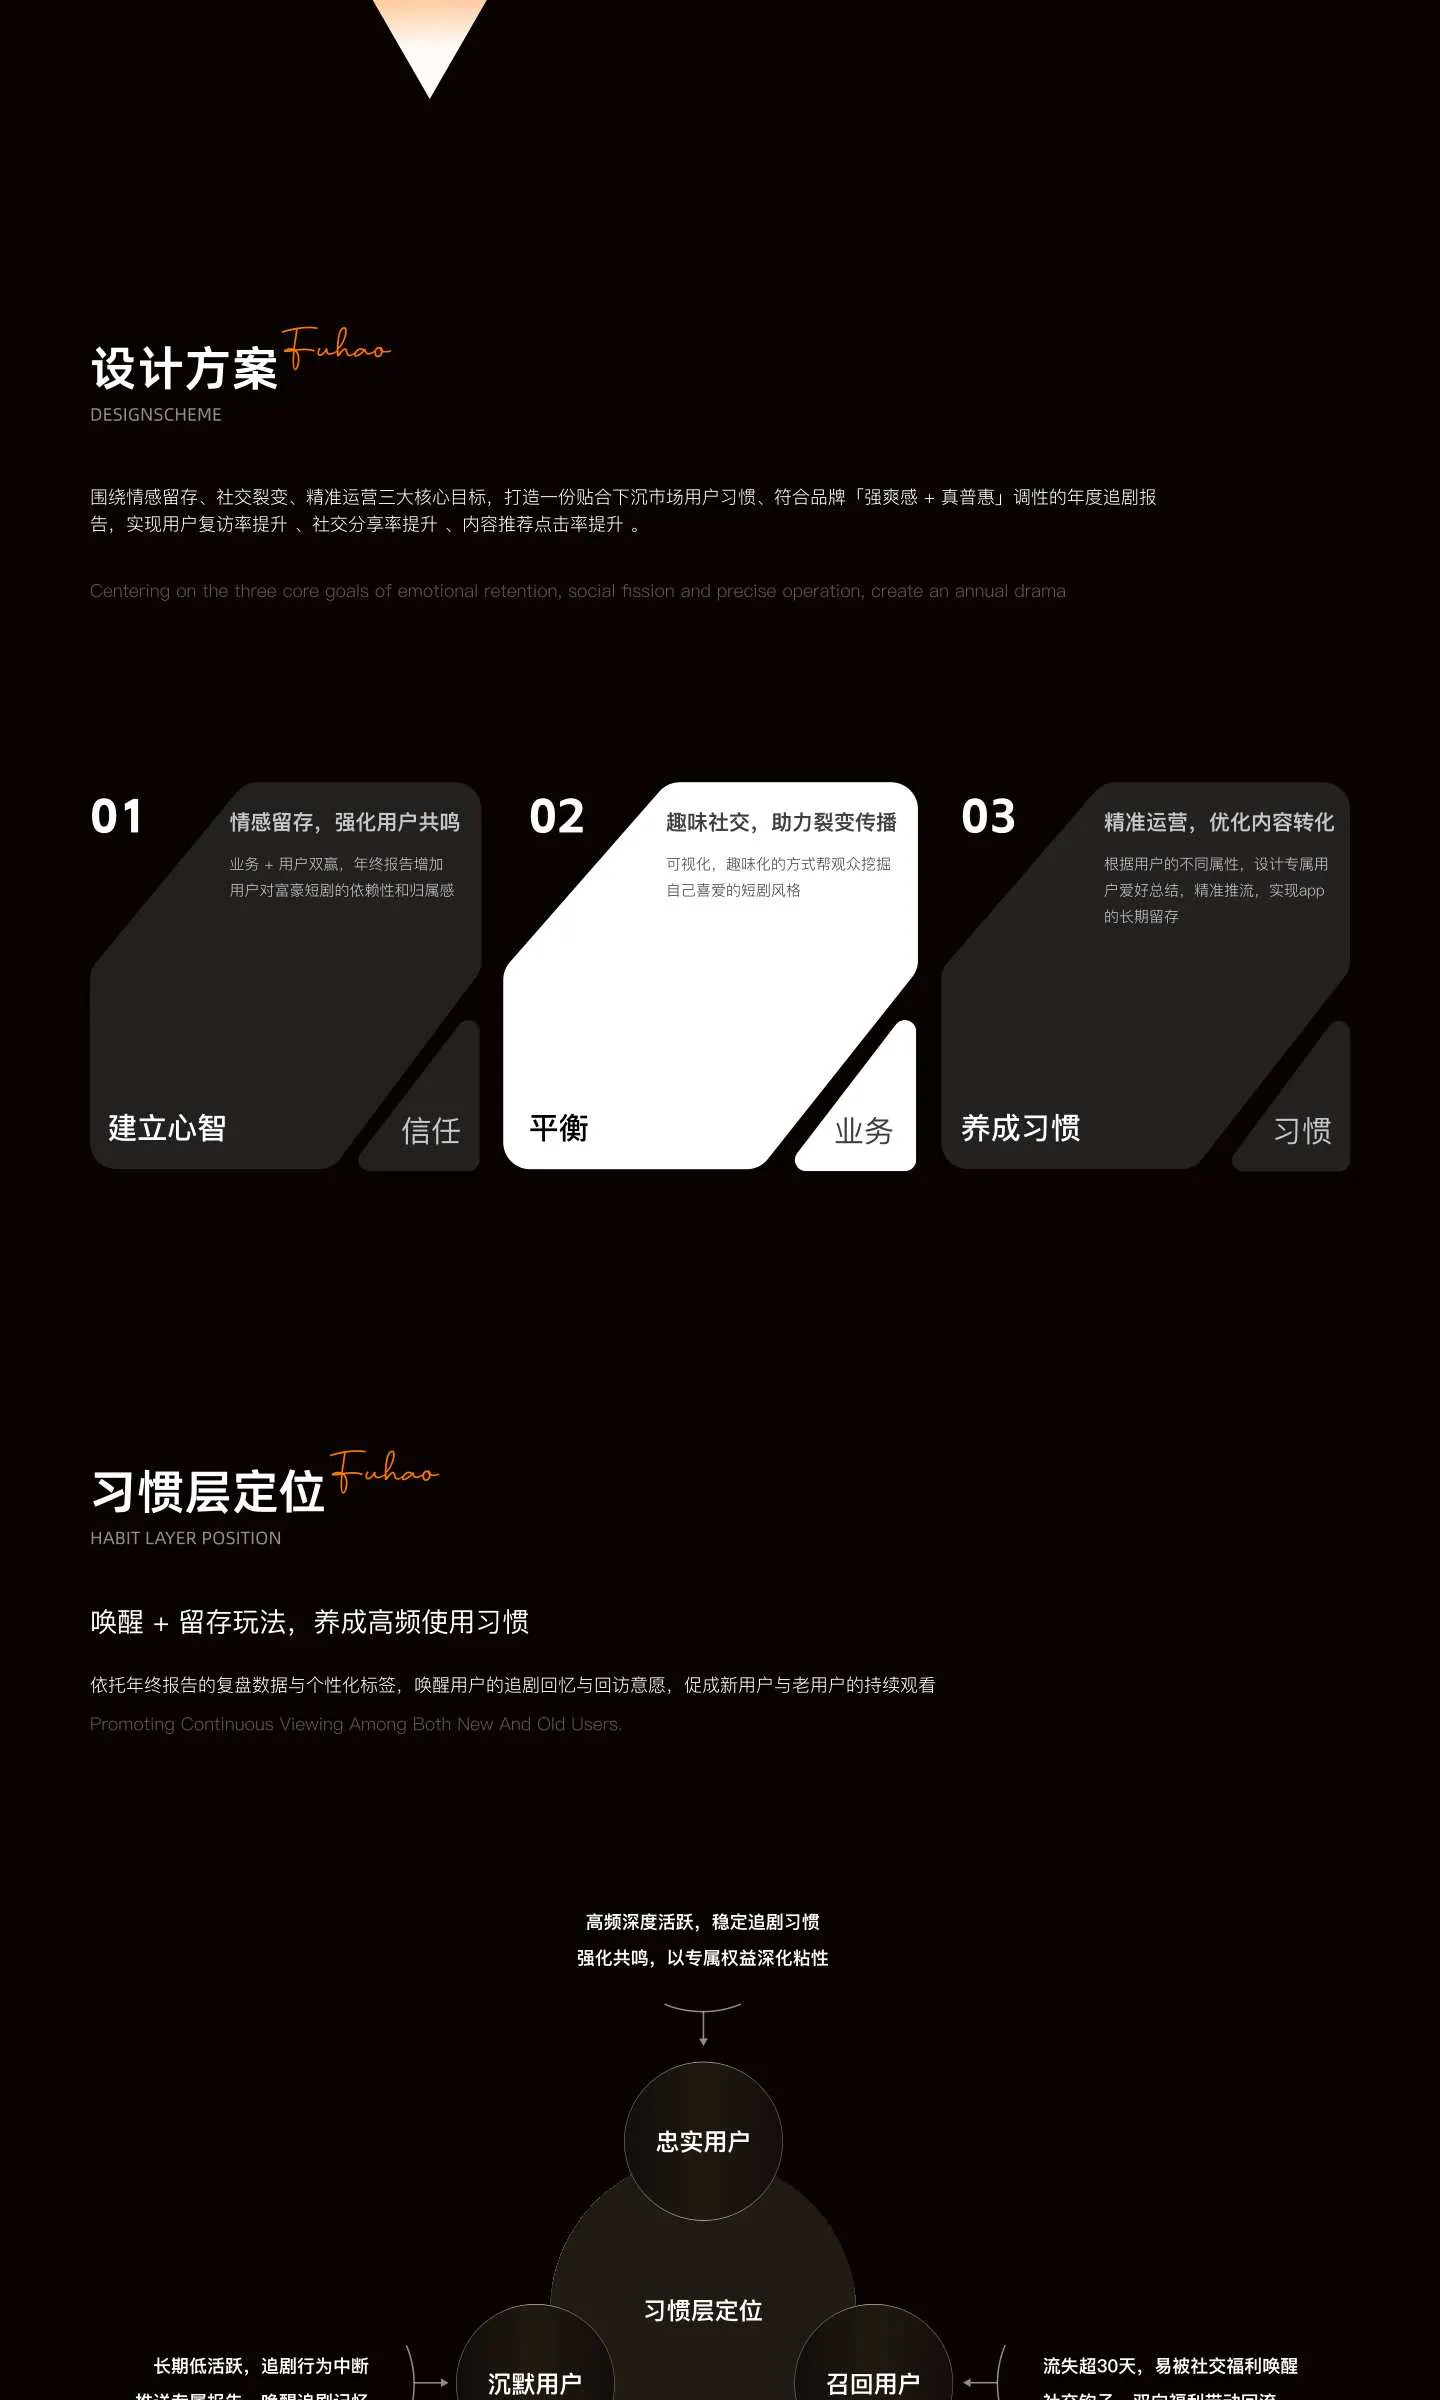 设计方案
Fuhao
DESIGNSCHEME
围绕情感留存、社交裂变、精准运营三大核心目标，打造一份贴合下沉市场用户习惯、符合品牌「强爽感 + 真普惠」调性的年度追剧报
告，实现用户复访率提升 、社交分享率提升 、内容推荐点击率提升 。
Centering on the three core goals of emotional retention, social fission and precise operation, create an annual drama
01
情感留存，强化用户共鸣
业务 + 用户双赢，年终报告增加
用户对富豪短剧的依赖性和归属感
建立心智
信任
02
趣味社交，助力裂变传播
可视化，趣味化的方式帮观众挖掘
自己喜爱的短剧风格
平衡
业务
03
精准运营，优化内容转化
根据用户的不同属性，设计专属用
户爱好总结，精准推流，实现app
的长期留存
养成习惯
习惯
习惯层定位
Fuhao
HABIT LAYER POSITION
唤醒 + 留存玩法，养成高频使用习惯
依托年终报告的复盘数据与个性化标签，唤醒用户的追剧回忆与回访意愿，促成新用户与老用户的持续观看
Promoting Continuous Viewing Among Both New And Old Users.
高频深度活跃，稳定追剧习惯
强化共鸣，以专属权益深化粘性
忠实用户
习惯层定位
长期低活跃，追剧行为中断
沉默用户
召回用户
流失超30天，易被社交福利唤醒